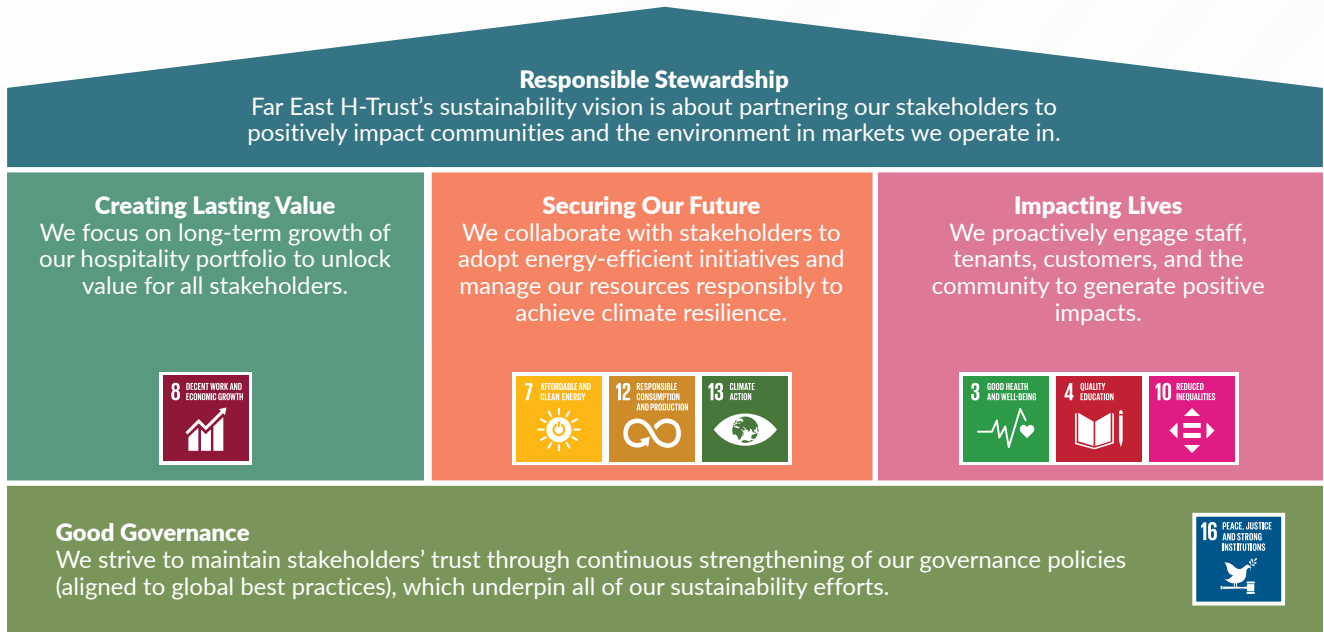 Responsible Stewardship
Far East H-Trust’s sustainability vision is about partnering our stakeholders to
positively impact communities and the environment in markets we operate in.
Creating Lasting Value
We focus on long-term growth of
our hospitality portfolio to unlock
value for all stakeholders.
8 DECENT WORK AND
ECONOMIC GROWTH
Securing Our Future
We collaborate with stakeholders to
adopt energy-efficient initiatives and
manage our resources responsibly to
achieve climate resilience.
7 AFFORDABLE AND
CLEAN ENERGY
12 RESPONSIBLE
CONSUMPTION
AND PRODUCTION
13 CLIMATE
ACTION
Impacting Lives
We proactively engage staff,
tenants, customers, and the
community to generate positive
impacts.
3 GOOD HEALTH
AND WELL-BEING
4 QUALITY
EDUCATION
10 REDUCED
INEQUALITIES
Good Governance
We strive to maintain stakeholders’ trust through continuous strengthening of our governance policies
(aligned to global best practices), which underpin all of our sustainability efforts.
16 PEACE, JUSTICE
AND STRONG
INSTITUTIONS